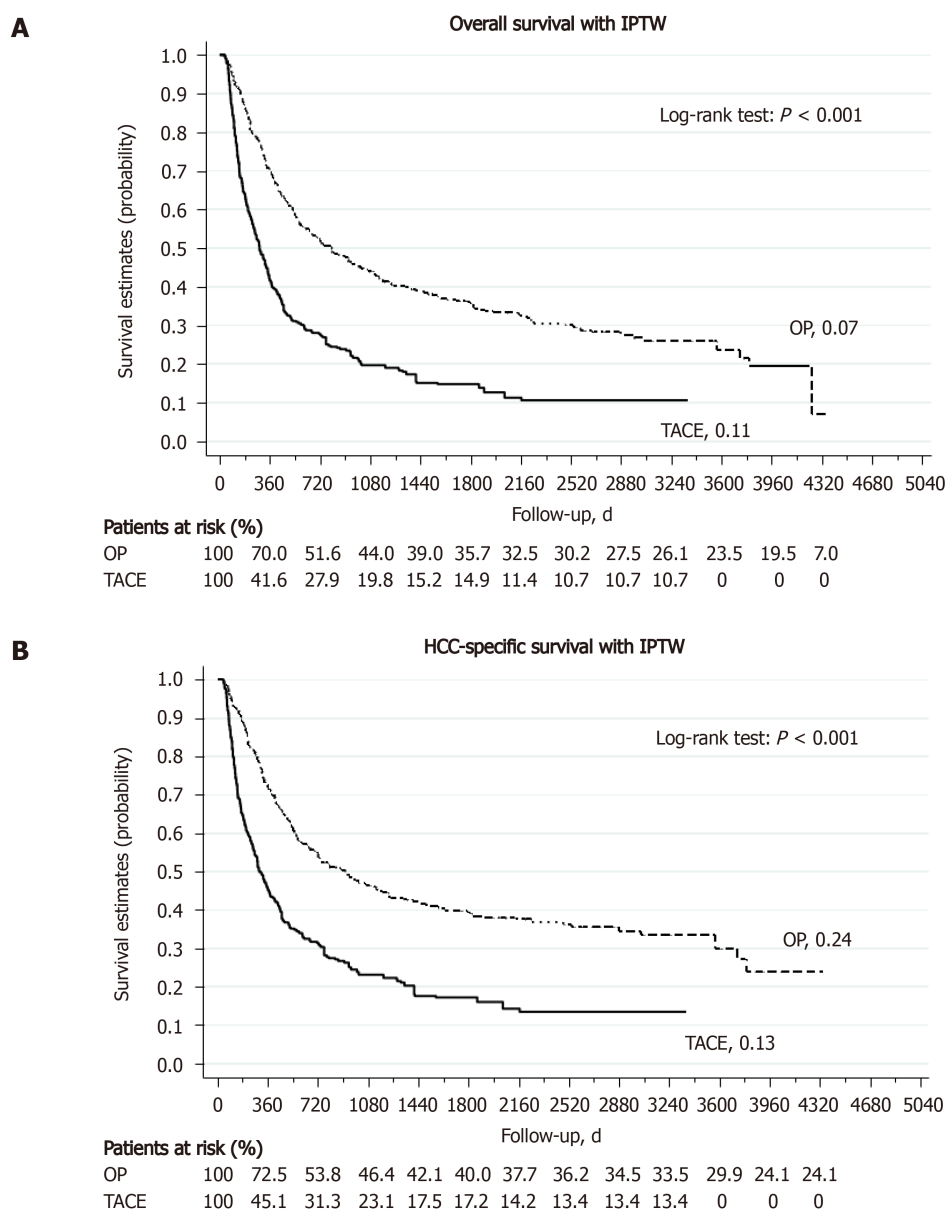 A
Overall survival with IPTW
Survival estimates (probability)
1.0
0.9
0.8
0.7
0.6
0.5
0.4
0.3
0.2
0.1
0.0
Log-rank test: P < 0.001
OP, 0.07
TACE, 0.11
0 360 720 1080 1440 1800 2160 2520 2880 3240 3600 3960 4320 4680 5040
Follow-up, d
Patients at risk (%)
OP 100 70.0 51.6 44.0 39.0 35.7 32.5 30.2 27.5 26.1 23.5 19.5 7.0
TACE 100 41.6 27.9 19.8 15.2 14.9 11.4 10.7 10.7 10.7 0 0 0
B
HCC-specific survival with IPTW
Survival estimates (probability)
1.0
0.9
0.8
0.7
0.6
0.5
0.4
0.3
0.2
0.1
0.0
Log-rank test: P < 0.001
OP, 0.24
TACE, 0.13
0 360 720 1080 1440 1800 2160 2520 2880 3240 3600 3960 4320 4680 5040
Follow-up, d
Patients at risk (%)
OP 100 72.5 53.8 46.4 42.1 40.0 37.7 36.2 34.5 33.5 29.9 24.1 24.1
TACE 100 45.1 31.3 23.1 17.5 17.2 14.2 13.4 13.4 13.4 0 0 0